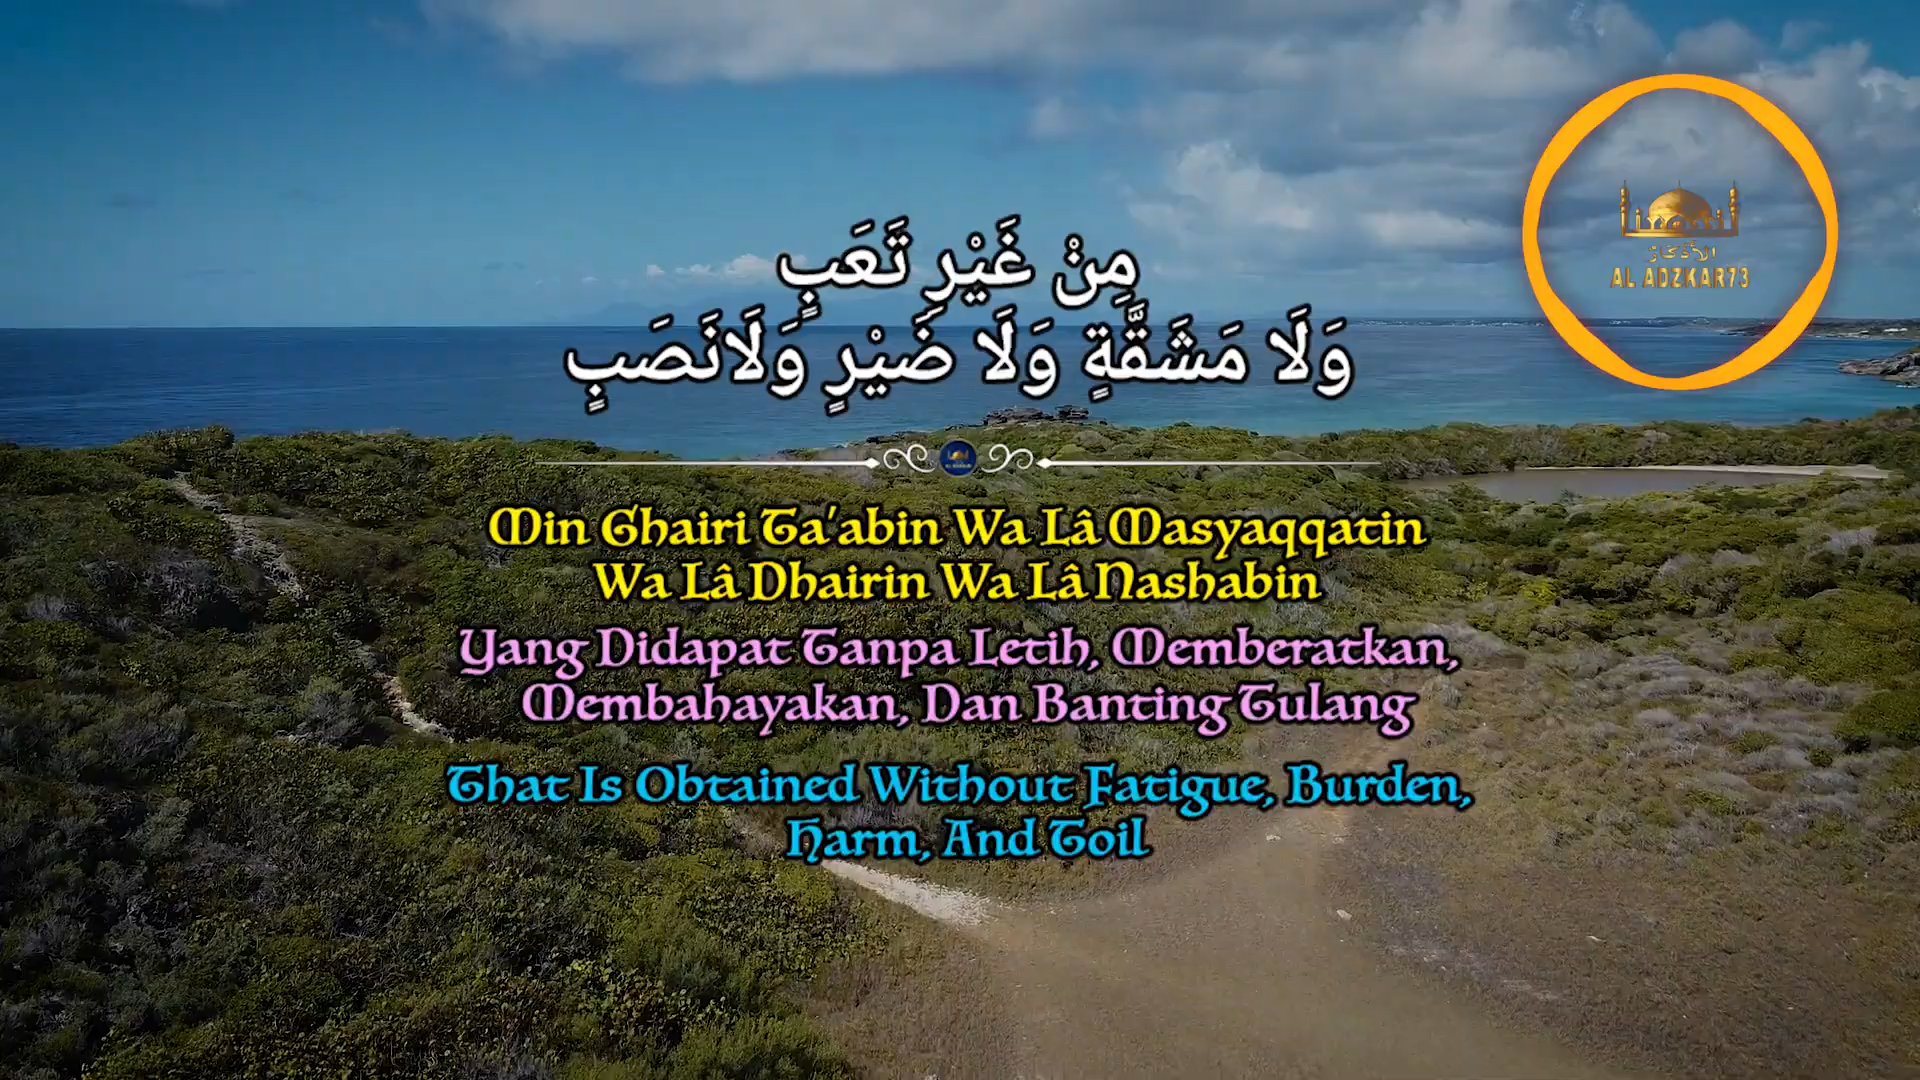 مِنْ غَيْرِ تَعَبٍ
وَلَا مَشَقَّةٍ وَلَا ضَيْرٍ وَلَانَصَبٍ
Min Ghairi Ta'abin Wa Lâ Masyaqqatin
Wa Lâ Dhairin Wa Lâ Nashabin
Yang Didapat Tanpa Letih, Memberatkan,
Membahayakan, Dan Banting Tulang
That Is Obtained Without Fatigue, Burden,
Harm, And Toil
الأذكار
AL ADZKAR73